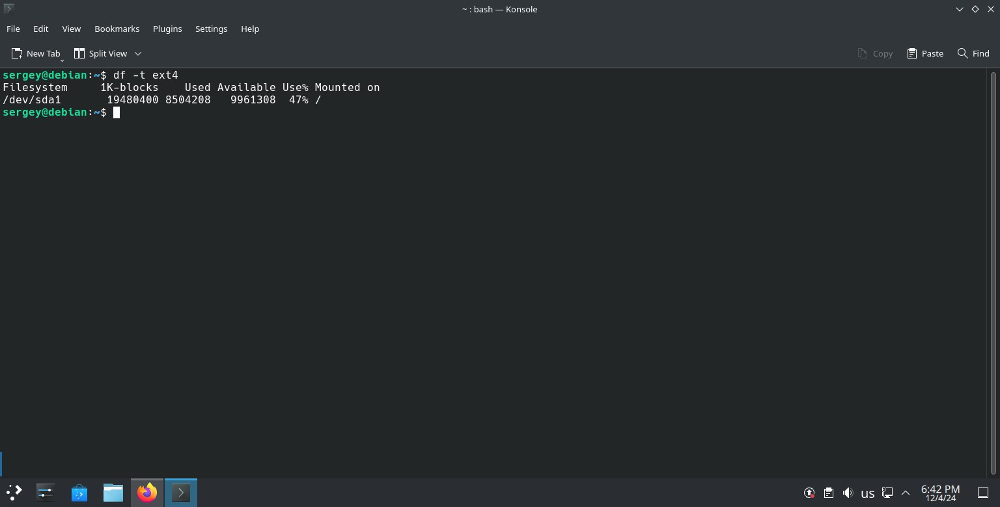 ~ : bash — Konsole
File Edit View Bookmarks Plugins Settings Help
New Tab Split View Copy Paste Find
sergey@debian:~$ df -t ext4
Filesystem     1K-blocks    Used Available Use% Mounted on
/dev/sda1       19480400 8504208   9961308  47% /
sergey@debian:~$
us 6:42 PM
12/4/24